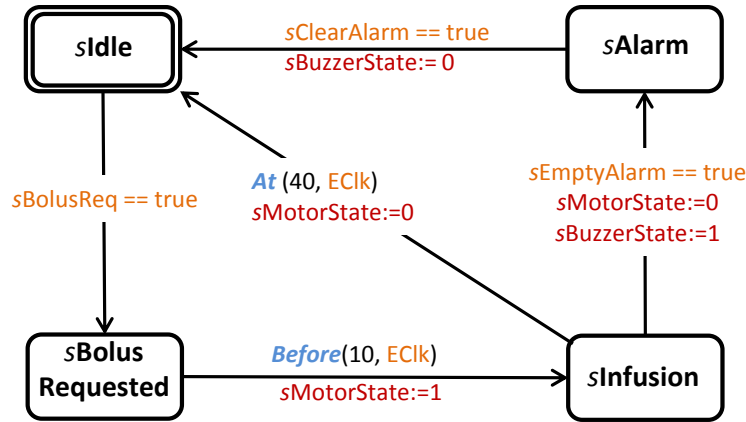 sIdle
sClearAlarm == true
sBuzzerState:= 0
sAlarm
At (40, EClk)
sMotorState:=0
sEmptyAlarm == true
sMotorState:=0
sBuzzerState:=1
sBolusReq == true
sBolus
Requested
Before(10, EClk)
sMotorState:=1
sInfusion